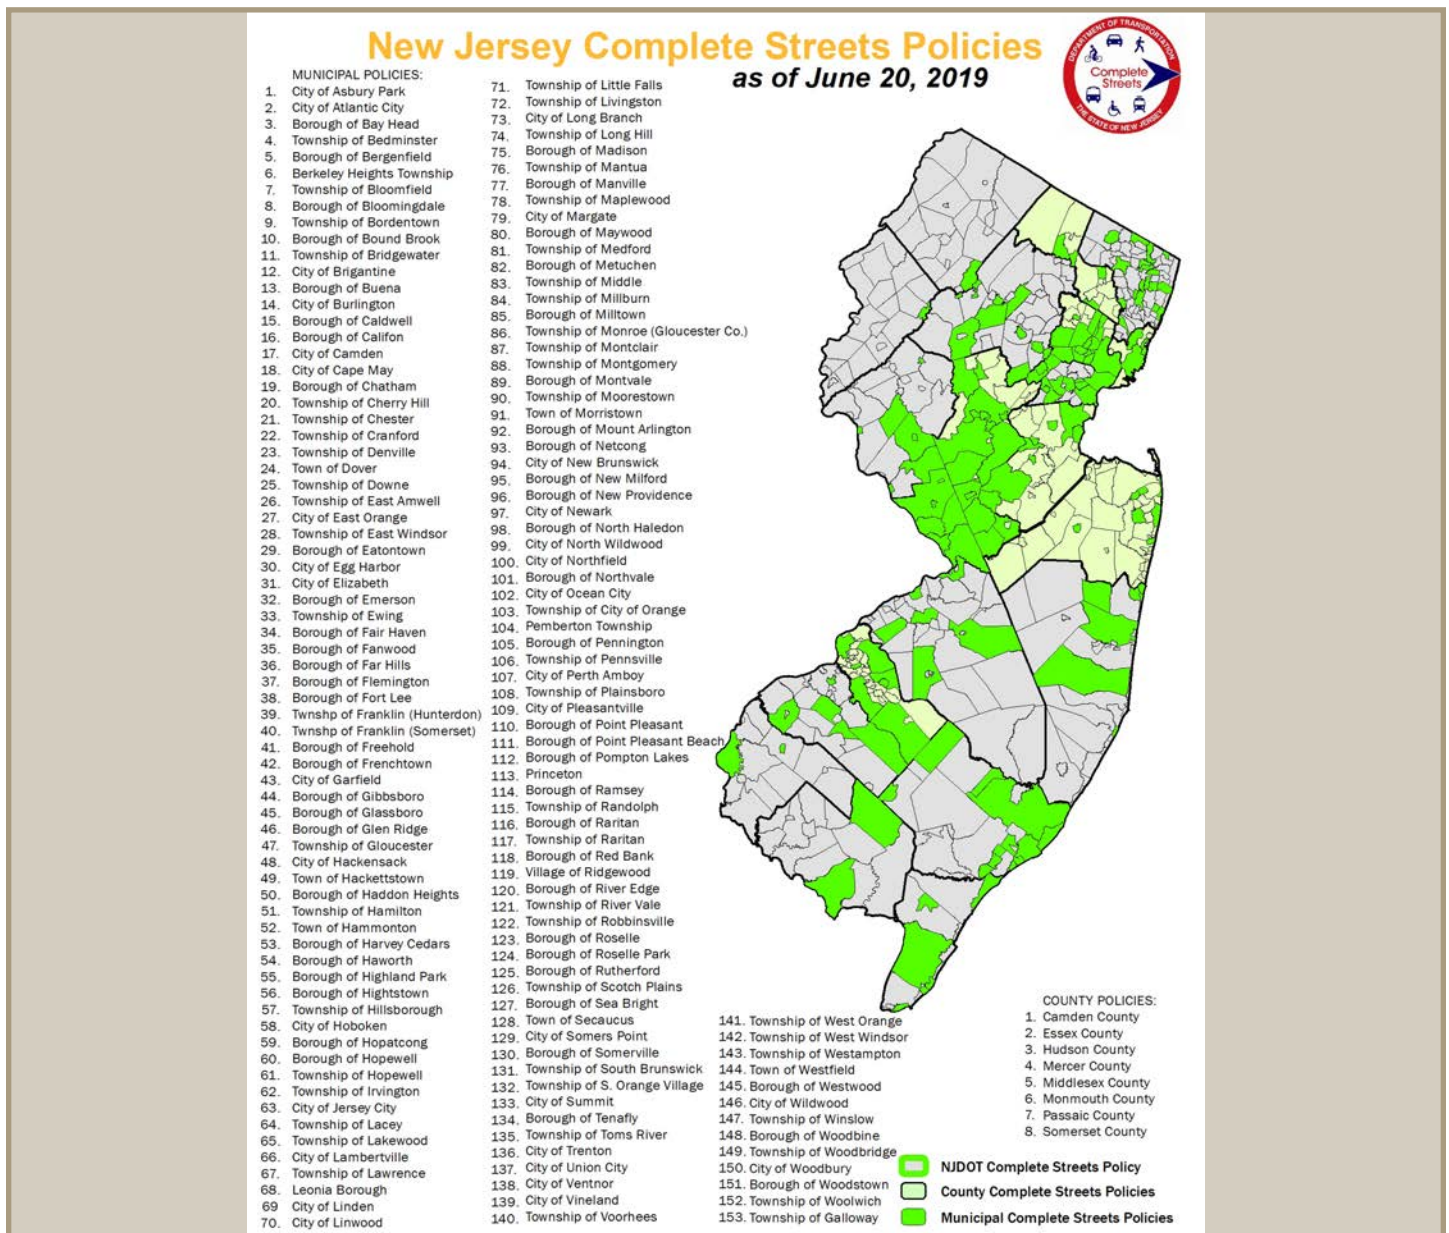 New Jersey Complete Streets Policies
as of June 20, 2019
DEPARTMENT OF TRANSPORTATION
Complete
Streets
THE STATE OF NEW JERSEY
MUNICIPAL POLICIES:
1. City of Asbury Park
2. City of Atlantic City
3. Borough of Bay Head
4. Township of Bedminster
5. Borough of Bergenfield
6. Berkeley Heights Township
7. Township of Bloomfield
8. Borough of Bloomingdale
9. Township of Bordentown
10. Borough of Bound Brook
11. Township of Bridgewater
12. City of Brigantine
13. Borough of Buena
14. City of Burlington
15. Borough of Caldwell
16. Borough of Califon
17. City of Camden
18. City of Cape May
19. Borough of Chatham
20. Township of Cherry Hill
21. Township of Chester
22. Township of Cranford
23. Township of Denville
24. Town of Dover
25. Township of Downe
26. Township of East Amwell
27. City of East Orange
28. Township of East Windsor
29. Borough of Eatontown
30. City of Egg Harbor
31. City of Elizabeth
32. Borough of Emerson
33. Township of Ewing
34. Borough of Fair Haven
35. Borough of Fanwood
36. Borough of Far Hills
37. Borough of Flemington
38. Borough of Fort Lee
39. Twnshp of Franklin (Hunterdon)
40. Twnshp of Franklin (Somerset)
41. Borough of Freehold
42. Borough of Frenchtown
43. City of Garfield
44. Borough of Gibbsboro
45. Borough of Glassboro
46. Borough of Glen Ridge
47. Township of Gloucester
48. City of Hackensack
49. Town of Hackettstown
50. Borough of Haddon Heights
51. Township of Hamilton
52. Town of Hammonton
53. Borough of Harvey Cedars
54. Borough of Haworth
55. Borough of Highland Park
56. Borough of Hightstown
57. Township of Hillsborough
58. City of Hoboken
59. Borough of Hopatcong
60. Borough of Hopewell
61. Township of Hopewell
62. Township of Irvington
63. City of Jersey City
64. Township of Lacey
65. Township of Lakewood
66. City of Lambertville
67. Township of Lawrence
68. Leonia Borough
69 City of Linden
70. City of Linwood
71. Township of Little Falls
72. Township of Livingston
73. City of Long Branch
74. Township of Long Hill
75. Borough of Madison
76. Township of Mantua
77. Borough of Manville
78. Township of Maplewood
79. City of Margate
80. Borough of Maywood
81. Township of Medford
82. Borough of Metuchen
83. Township of Middle
84. Township of Millburn
85. Borough of Milltown
86. Township of Monroe (Gloucester Co.)
87. Township of Montclair
88. Township of Montgomery
89. Borough of Montvale
90. Township of Moorestown
91. Town of Morristown
92. Borough of Mount Arlington
93. Borough of Netcong
94. City of New Brunswick
95. Borough of New Milford
96. Borough of New Providence
97. City of Newark
98. Borough of North Haledon
99. City of North Wildwood
100. City of Northfield
101. Borough of Northvale
102. City of Ocean City
103. Township of City of Orange
104. Pemberton Township
105. Borough of Pennington
106. Township of Pennsville
107. City of Perth Amboy
108. Township of Plainsboro
109. City of Pleasantville
110. Borough of Point Pleasant
111. Borough of Point Pleasant Beach
112. Borough of Pompton Lakes
113. Princeton
114. Borough of Ramsey
115. Township of Randolph
116. Borough of Raritan
117. Township of Raritan
118. Borough of Red Bank
119. Village of Ridgewood
120. Borough of River Edge
121. Township of River Vale
122. Township of Robbinsville
123. Borough of Roselle
124. Borough of Roselle Park
125. Borough of Rutherford
126. Township of Scotch Plains
127. Borough of Sea Bright
128. Town of Secaucus
129. City of Somers Point
130. Borough of Somerville
131. Township of South Brunswick
132. Township of S. Orange Village
133. City of Summit
134. Borough of Tenafly
135. Township of Toms River
136. City of Trenton
137. City of Union City
138. City of Ventnor
139. City of Vineland
140. Township of Voorhees
141. Township of West Orange
142. Township of West Windsor
143. Township of Westampton
144. Town of Westfield
145. Borough of Westwood
146. City of Wildwood
147. Township of Winslow
148. Borough of Woodbine
149. Township of Woodbridge
150. City of Woodbury
151. Borough of Woodstown
152. Township of Woolwich
153. Township of Galloway
COUNTY POLICIES:
1. Camden County
2. Essex County
3. Hudson County
4. Mercer County
5. Middlesex County
6. Monmouth County
7. Passaic County
8. Somerset County
NJDOT Complete Streets Policy
County Complete Streets Policies
Municipal Complete Streets Policies